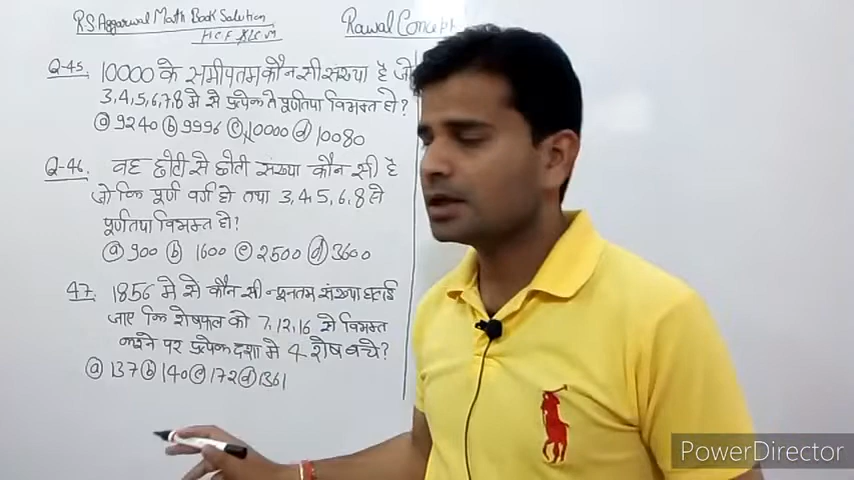 RS Aggarwal Math Book Solution
HCF & LCM
Rawal Concept
Q-45. 10000 के समीपतम कौन सी संख्या है जो
3,4,5,6,7,8 मे से प्रत्येक से पूर्णतया विभक्त हो?
ⓐ 9240 ⓑ 9996 ⓒ 10000 ⓓ 10080
Q-46. वह छोटी से छोटी संख्या कौन सी है
जो कि पूर्ण वर्ग हो तथा 3,4,5,6,8 से
पूर्णतया विभक्त हो?
ⓐ 900 ⓑ 1600 ⓒ 2500 ⓓ 3600
47. 1856 मे से कौन सी न्यूनतम संख्या घटाई
जाए कि शेषफल को 7,12,16 से विभक्त
करने पर प्रत्येक दशा मे 4 शेष बचे?
ⓐ 137 ⓑ 140 ⓒ 172 ⓓ 1361
PowerDirector